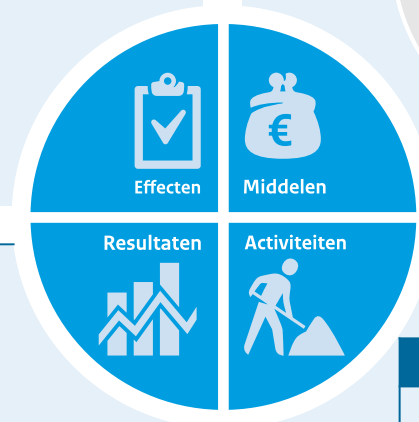 Effecten
Middelen
Resultaten
Activiteiten
€